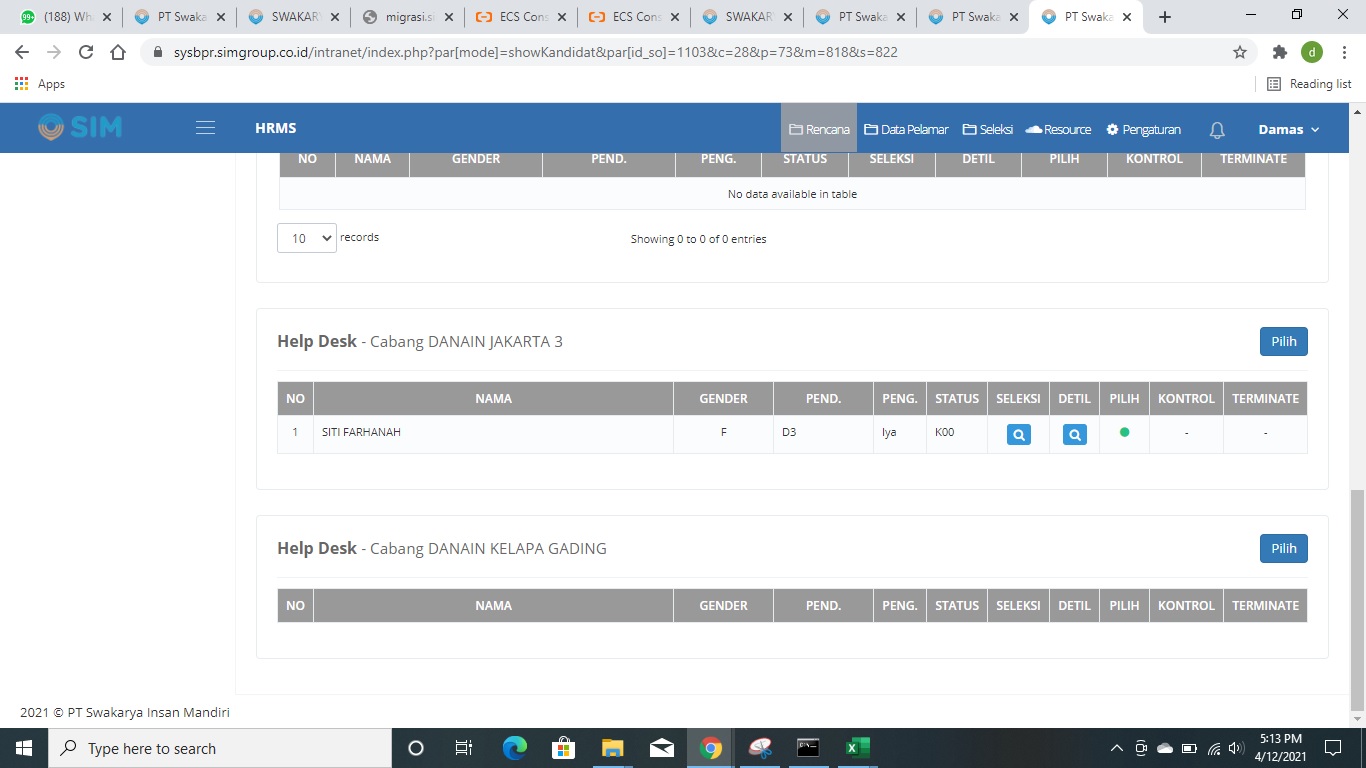 (188) Wh
PT Swaka
SWAKAR
migrasi.si
ECS Cons
ECS Cons
SWAKAR
PT Swaka
PT Swaka
PT Swaka
sysbpr.simgroup.co.id/intranet/index.php?par[mode]=showKandidat&par[id_so]=1103&c=28&p=73&m=818&s=822
d
Apps
Reading list
SIM
HRMS
Rencana
Data Pelamar
Seleksi
Resource
Pengaturan
Damas
NO NAMA GENDER PEND. PENG. STATUS SELEKSI DETIL PILIH KONTROL TERMINATE
No data available in table
10 records
Showing 0 to 0 of 0 entries
Help Desk - Cabang DANAIN JAKARTA 3
Pilih
NO NAMA GENDER PEND. PENG. STATUS SELEKSI DETIL PILIH KONTROL TERMINATE
1 SITI FARHANAH F D3 Iya K00 - -
Help Desk - Cabang DANAIN KELAPA GADING
Pilih
NO NAMA GENDER PEND. PENG. STATUS SELEKSI DETIL PILIH KONTROL TERMINATE
2021 © PT Swakarya Insan Mandiri
Type here to search
5:13 PM
4/12/2021